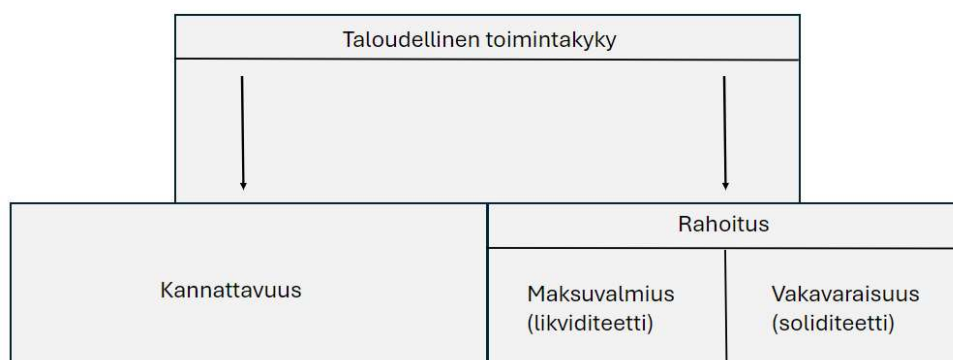 Taloudellinen toimintakyky
Kannattavuus
Rahoitus
Maksuvalmius
(likviditeetti)
Vakavaraisuus
(soliditeetti)